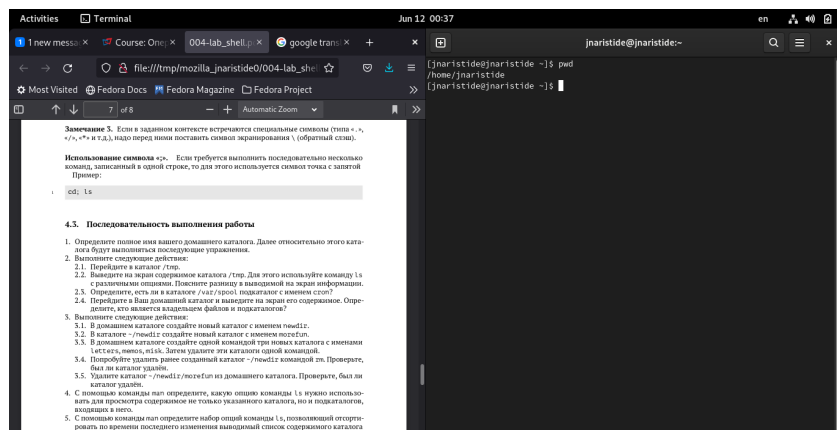 Activities Terminal Jun 12 00:37 en
1 new messa× Course: Onep× 004-lab_shell.p× google transl× + ×
file:///tmp/mozilla_jnaristide0/004-lab_shel
Most Visited Fedora Docs Fedora Magazine Fedora Project
7 of 8 — + Automatic Zoom
Замечание 3. Если в заданном контексте встречаются специальные символы (типа «.»,
«/», «*» и т.д.), надо перед ними поставить символ экранирования \ (обратный слэш).
Использование символа «;». Если требуется выполнить последовательно несколько
команд, записанный в одной строке, то для этого используется символ точка с запятой
Пример:
1 cd; ls
4.3. Последовательность выполнения работы
1. Определите полное имя вашего домашнего каталога. Далее относительно этого ката-
лога будут выполняться последующие упражнения.
2. Выполните следующие действия:
2.1. Перейдите в каталог /tmp.
2.2. Выведите на экран содержимое каталога /tmp. Для этого используйте команду ls
с различными опциями. Поясните разницу в выводимой на экран информации.
2.3. Определите, есть ли в каталоге /var/spool подкаталог с именем cron?
2.4. Перейдите в Ваш домашний каталог и выведите на экран его содержимое. Опре-
делите, кто является владельцем файлов и подкаталогов?
3. Выполните следующие действия:
3.1. В домашнем каталоге создайте новый каталог с именем newdir.
3.2. В каталоге ~/newdir создайте новый каталог с именем morefun.
3.3. В домашнем каталоге создайте одной командой три новых каталога с именами
letters, memos, misk. Затем удалите эти каталоги одной командой.
3.4. Попробуйте удалить ранее созданный каталог ~/newdir командой rm. Проверьте,
был ли каталог удалён.
3.5. Удалите каталог ~/newdir/morefun из домашнего каталога. Проверьте, был ли
каталог удалён.
4. С помощью команды man определите, какую опцию команды ls нужно использо-
вать для просмотра содержимое не только указанного каталога, но и подкаталогов,
входящих в него.
5. С помощью команды man определите набор опций команды ls, позволяющий отсорти-
ровать по времени последнего изменения выводимый список содержимого каталога
jnaristide@jnaristide:~
[jnaristide@jnaristide ~]$ pwd
/home/jnaristide
[jnaristide@jnaristide ~]$